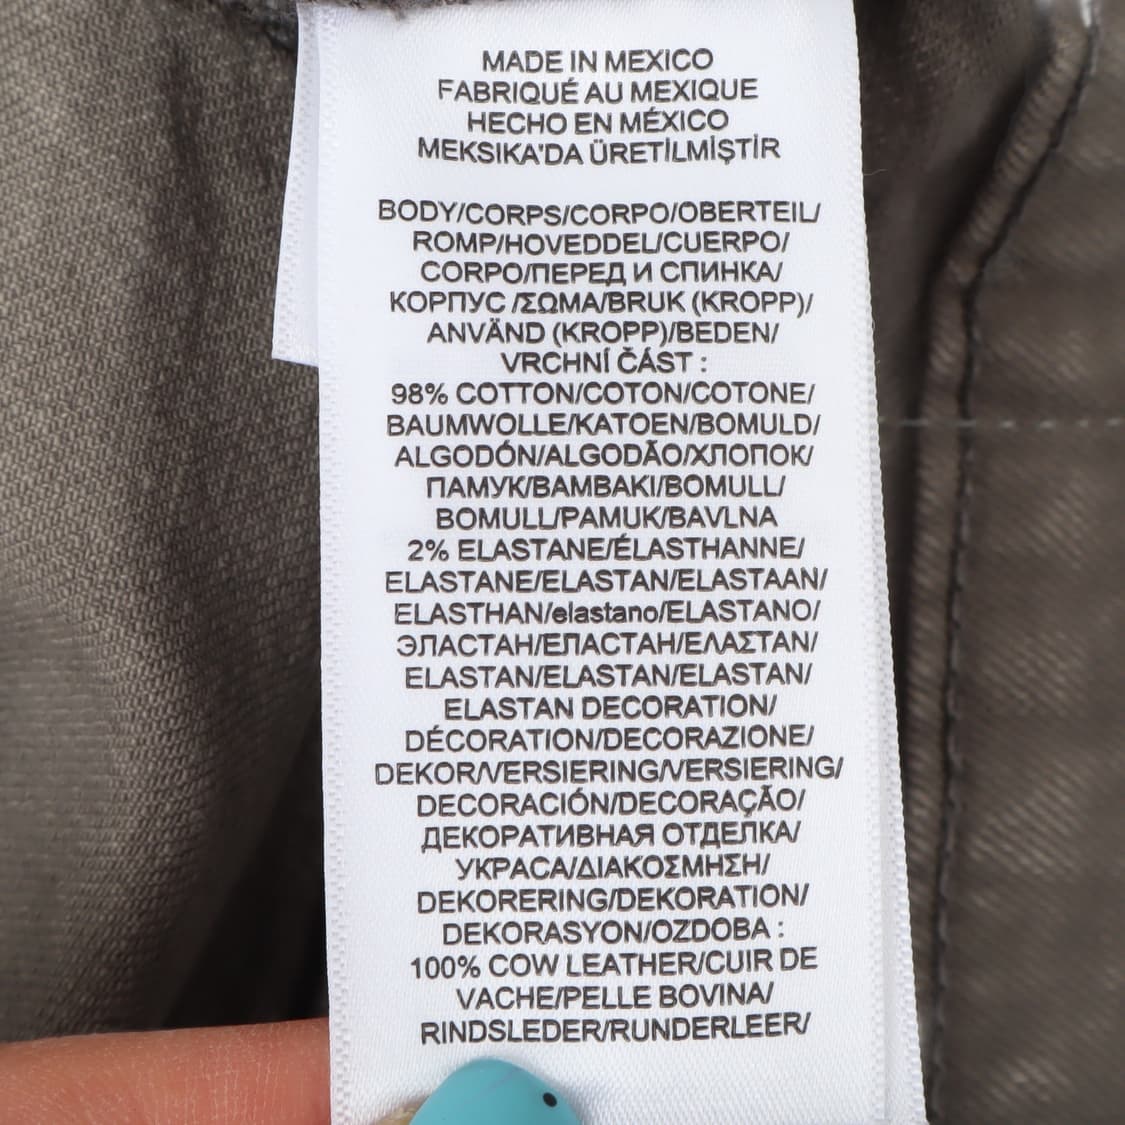 MADE IN MEXICO
FABRIQUÉ AU MEXIQUE
HECHO EN MÉXICO
MEKSIKA'DA ÜRETİLMİŞTİR
BODY/CORPS/CORPO/OBERTEIL/
ROMP/HOVEDDEL/CUERPO/
CORPO/ПЕРЕД И СПИНКА/
КОРПУС /ΣΩΜΑ/BRUK (KROPP)/
ANVÄND (KROPP)/BEDEN/
VRCHNÍ ČÁST :
98% COTTON/COTON/COTONE/
BAUMWOLLE/KATOEN/BOMULD/
ALGODÓN/ALGODÃO/ХЛОПОК/
ПАМУК/ΒΑΜΒΑΚΙ/BOMULL/
BOMULL/PAMUK/BAVLNA
2% ELASTANE/ÉLASTHANNE/
ELASTANE/ELASTAN/ELASTAAN/
ELASTHAN/elastano/ELASTANO/
ЭЛАСТАН/ЕЛАСТАН/ΕΛΑΣΤΑΝ/
ELASTAN/ELASTAN/ELASTAN/
ELASTAN DECORATION/
DÉCORATION/DECORAZIONE/
DEKOR/VERSIERING/VERSIERING/
DECORACIÓN/DECORAÇÃO/
ДЕКОРАТИВНАЯ ОТДЕЛКА/
УКРАСА/ΔΙΑΚΟΣΜΗΣΗ/
DEKORERING/DEKORATION/
DEKORASYON/OZDOBA :
100% COW LEATHER/CUIR DE
VACHE/PELLE BOVINA/
RINDSLEDER/RUNDERLEER/